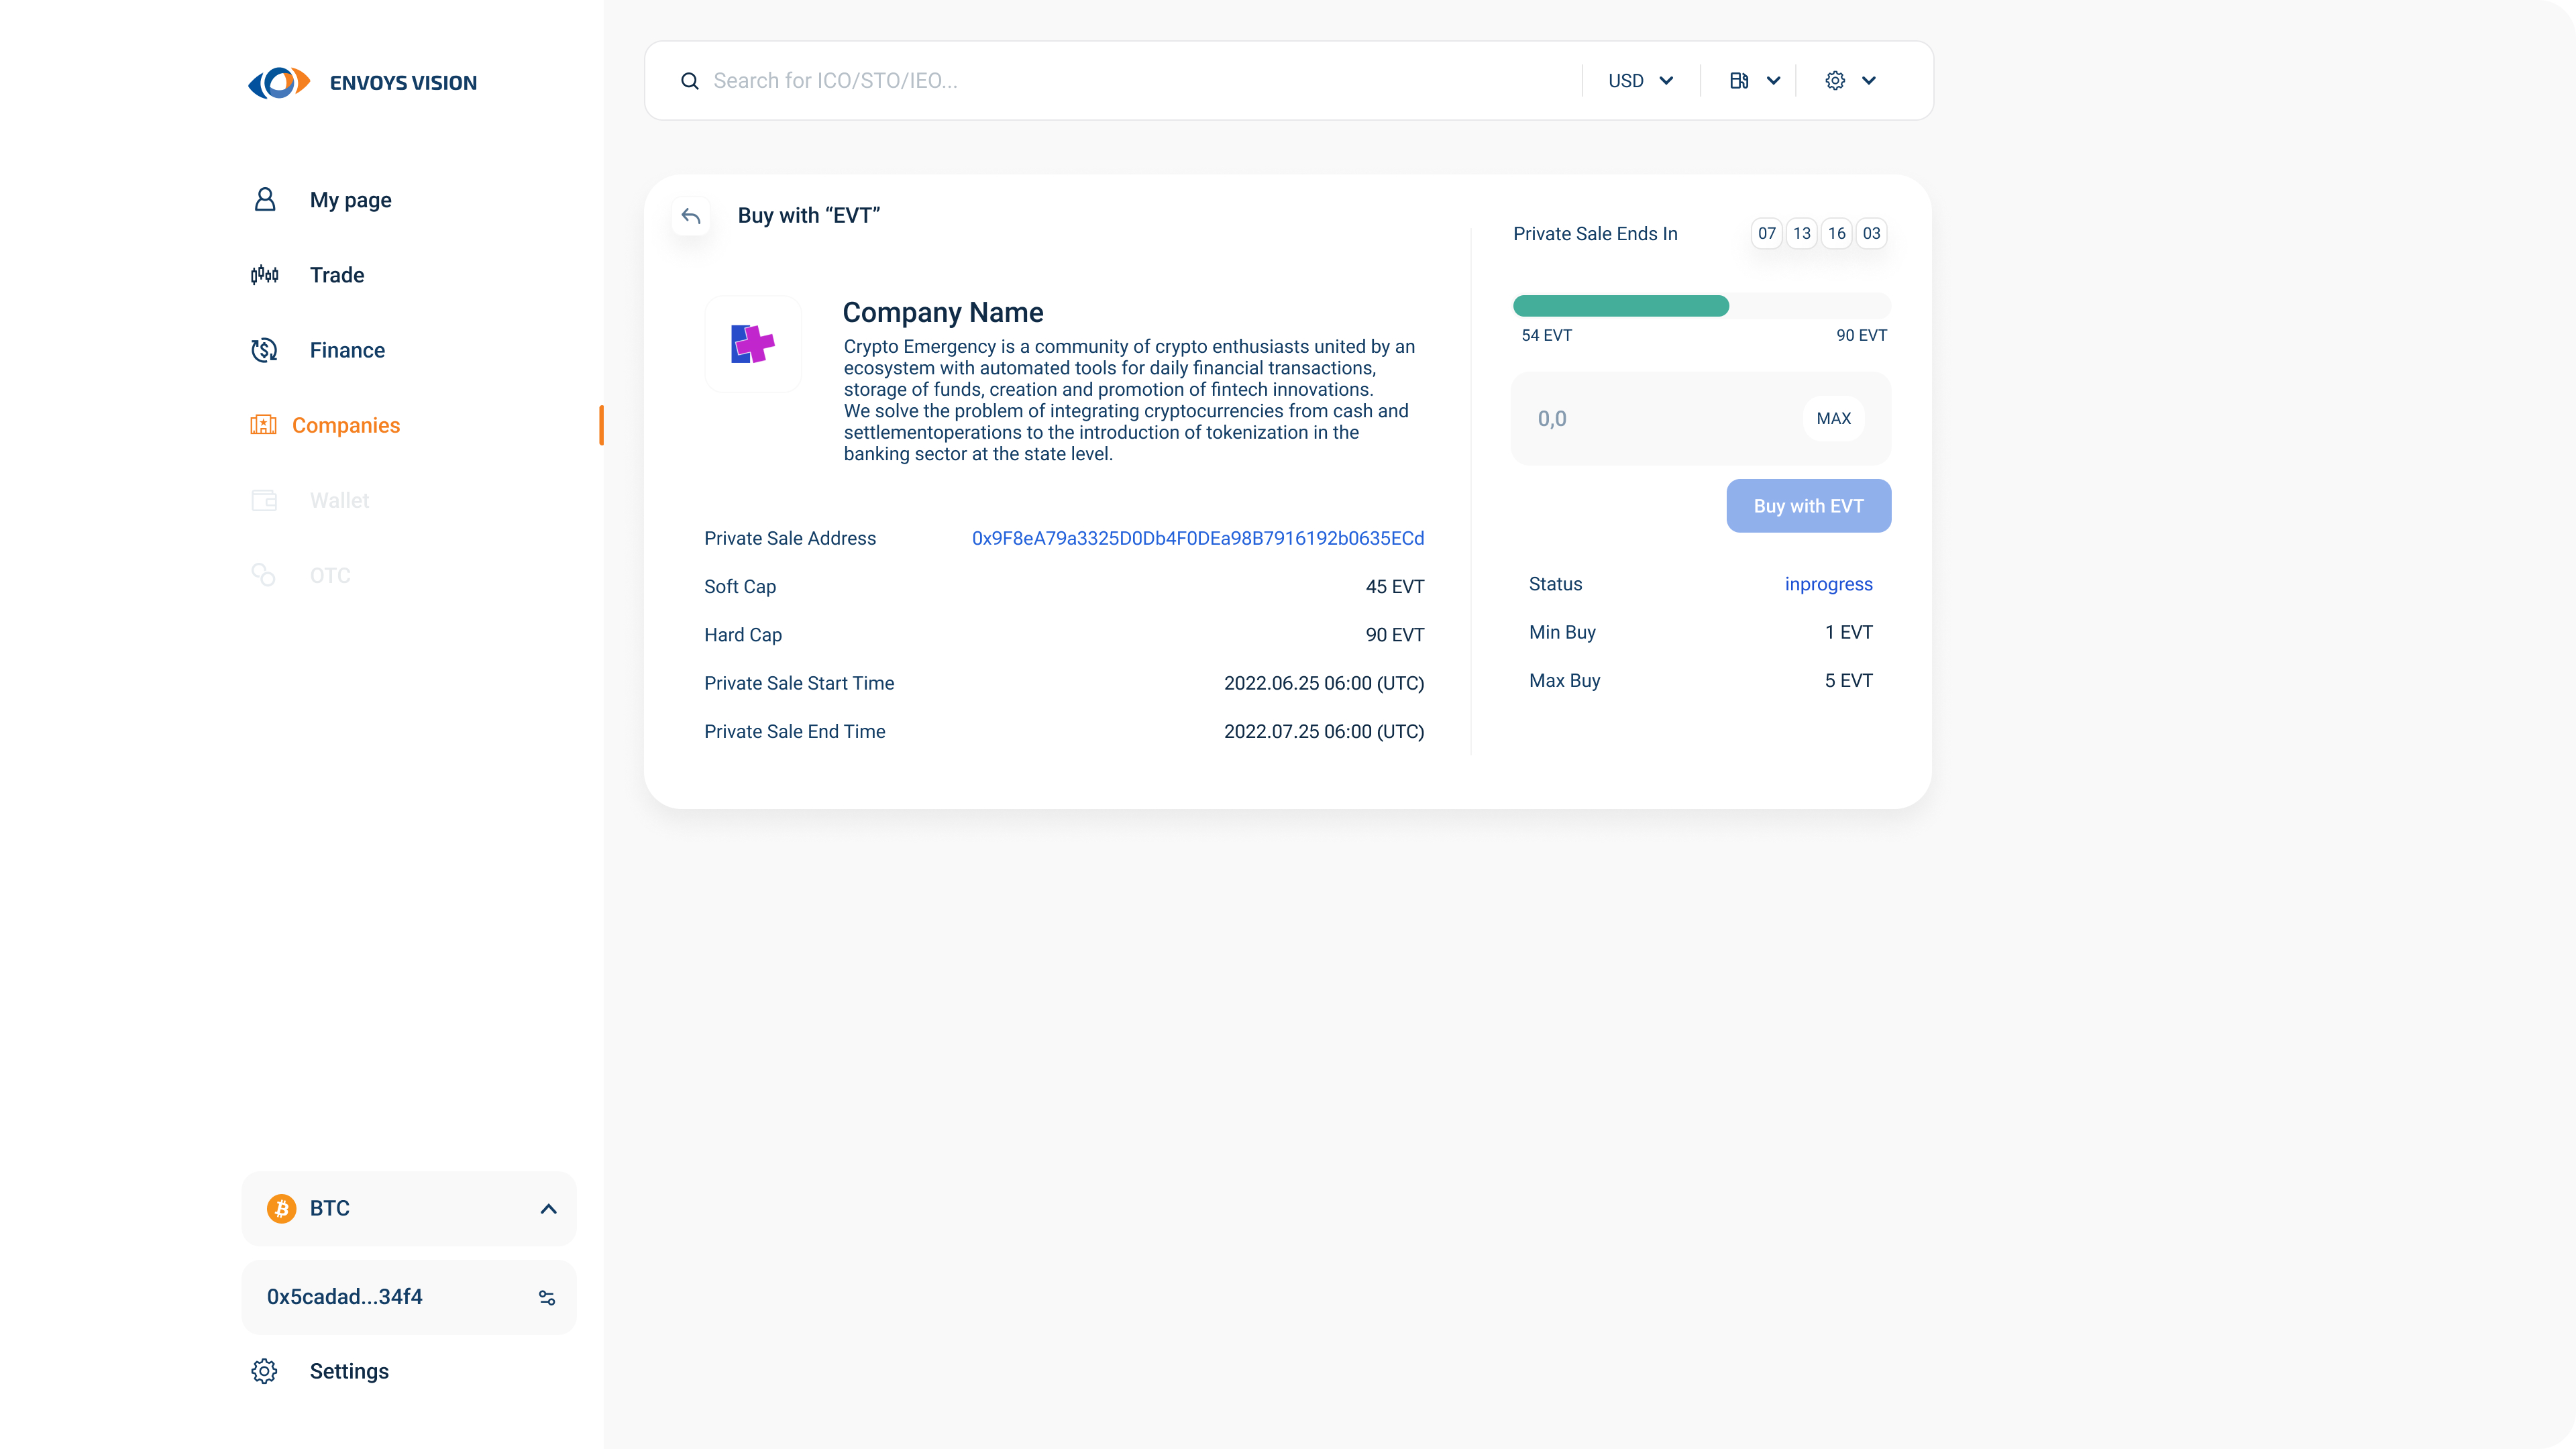 ENVOYS VISION
My page
Trade
Finance
Companies
Wallet
OTC
BTC
0x5cadad...34f4
Settings
Search for ICO/STO/IEO...
USD
Buy with “EVT”
Company Name
Crypto Emergency is a community of crypto enthusiasts united by an
ecosystem with automated tools for daily financial transactions,
storage of funds, creation and promotion of fintech innovations.
We solve the problem of integrating cryptocurrencies from cash and
settlementoperations to the introduction of tokenization in the
banking sector at the state level.
Private Sale Address 0x9F8eA79a3325D0Db4F0DEa98B7916192b0635ECd
Soft Cap 45 EVT
Hard Cap 90 EVT
Private Sale Start Time 2022.06.25 06:00 (UTC)
Private Sale End Time 2022.07.25 06:00 (UTC)
Private Sale Ends In 07 13 16 03
54 EVT 90 EVT
0,0 MAX
Buy with EVT
Status inprogress
Min Buy 1 EVT
Max Buy 5 EVT